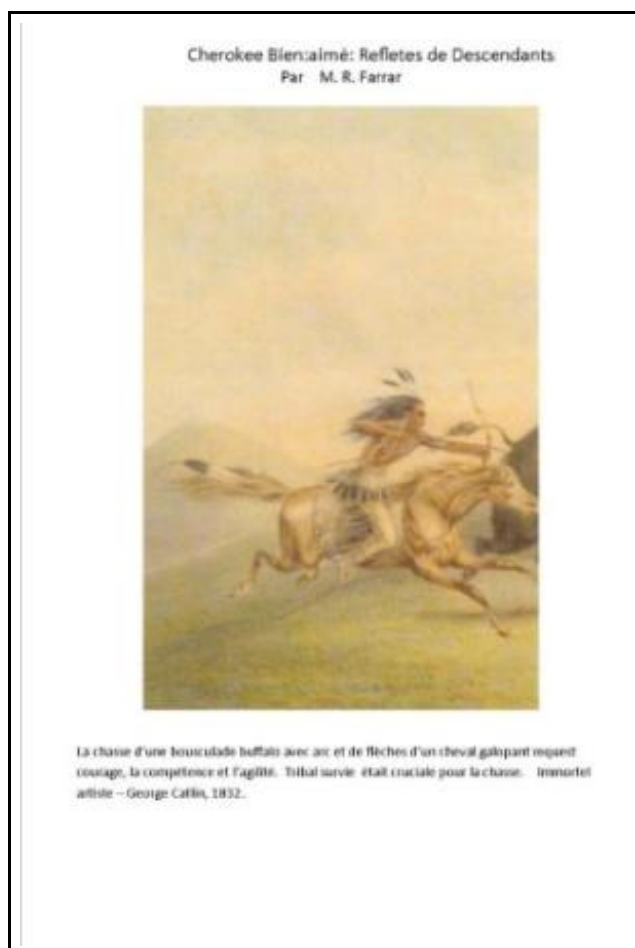 Cherokee Bien:aimé: Refletes de Descendants
Par M. R. Farrar
La chasse d'une bousculade buffalo avec arc et de flèches d'un cheval galopant request
courage, la compétence et l'agilité. Tribal survie était cruciale pour la chasse. Immortel
artiste – George Catlin, 1832.